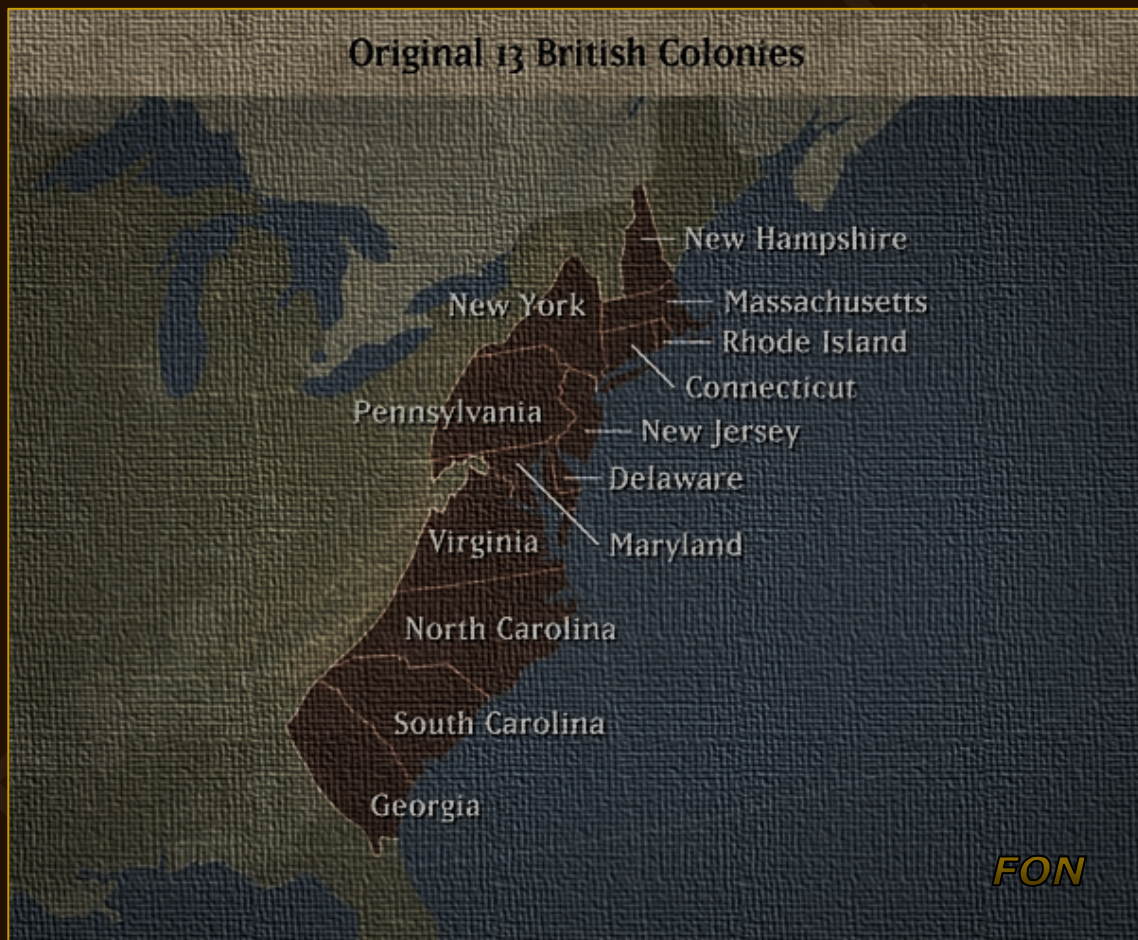 Original 13 British Colonies
New Hampshire
New York
Massachusetts
Rhode Island
Connecticut
Pennsylvania
New Jersey
Delaware
Virginia
Maryland
North Carolina
South Carolina
Georgia
FON